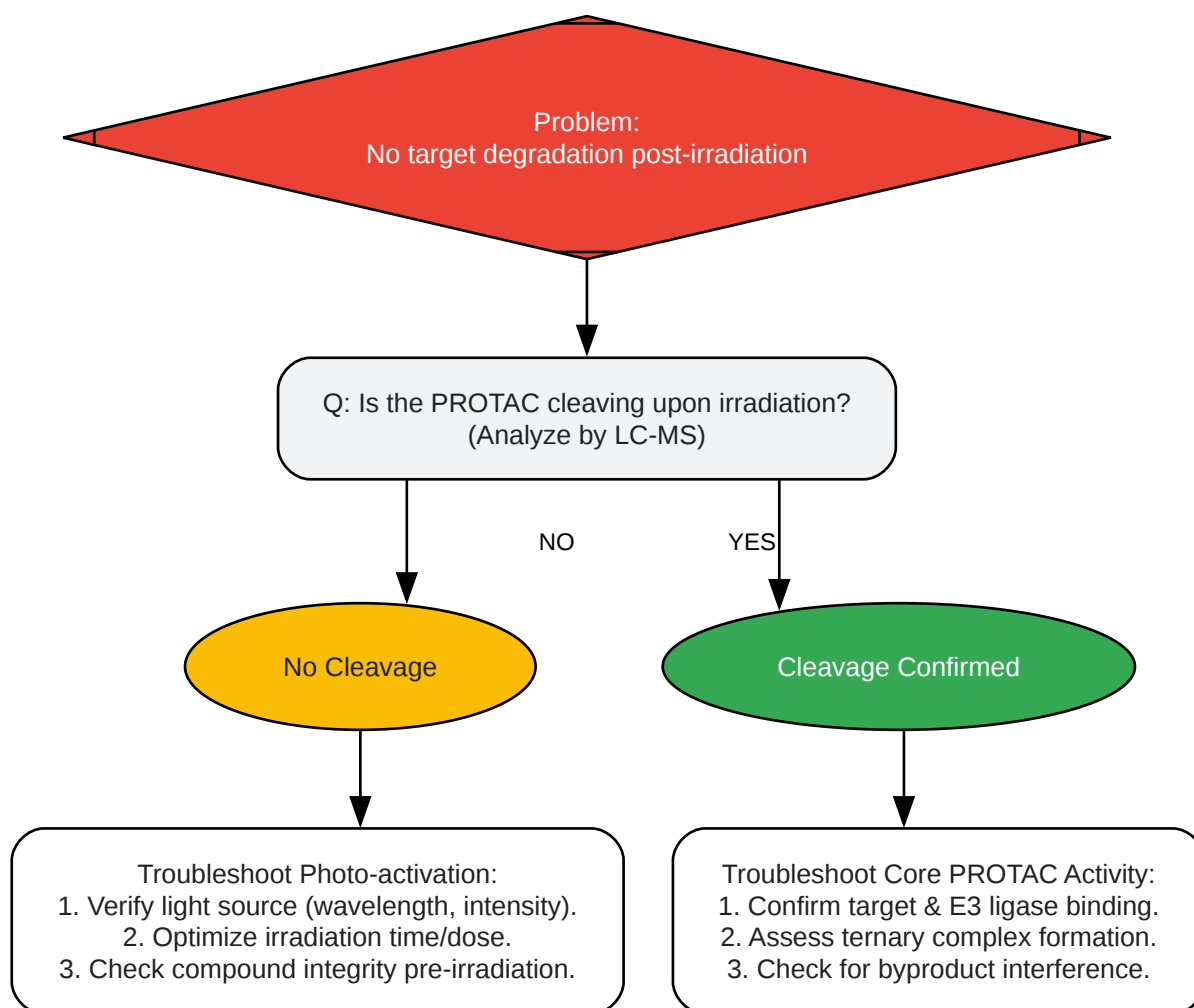 Problem:
No target degradation post-irradiation
Q: Is the PROTAC cleaving upon irradiation?
(Analyze by LC-MS)
NO
YES
No Cleavage
Cleavage Confirmed
Troubleshoot Photo-activation:
1. Verify light source (wavelength, intensity).
2. Optimize irradiation time/dose.
3. Check compound integrity pre-irradiation.
Troubleshoot Core PROTAC Activity:
1. Confirm target & E3 ligase binding.
2. Assess ternary complex formation.
3. Check for byproduct interference.